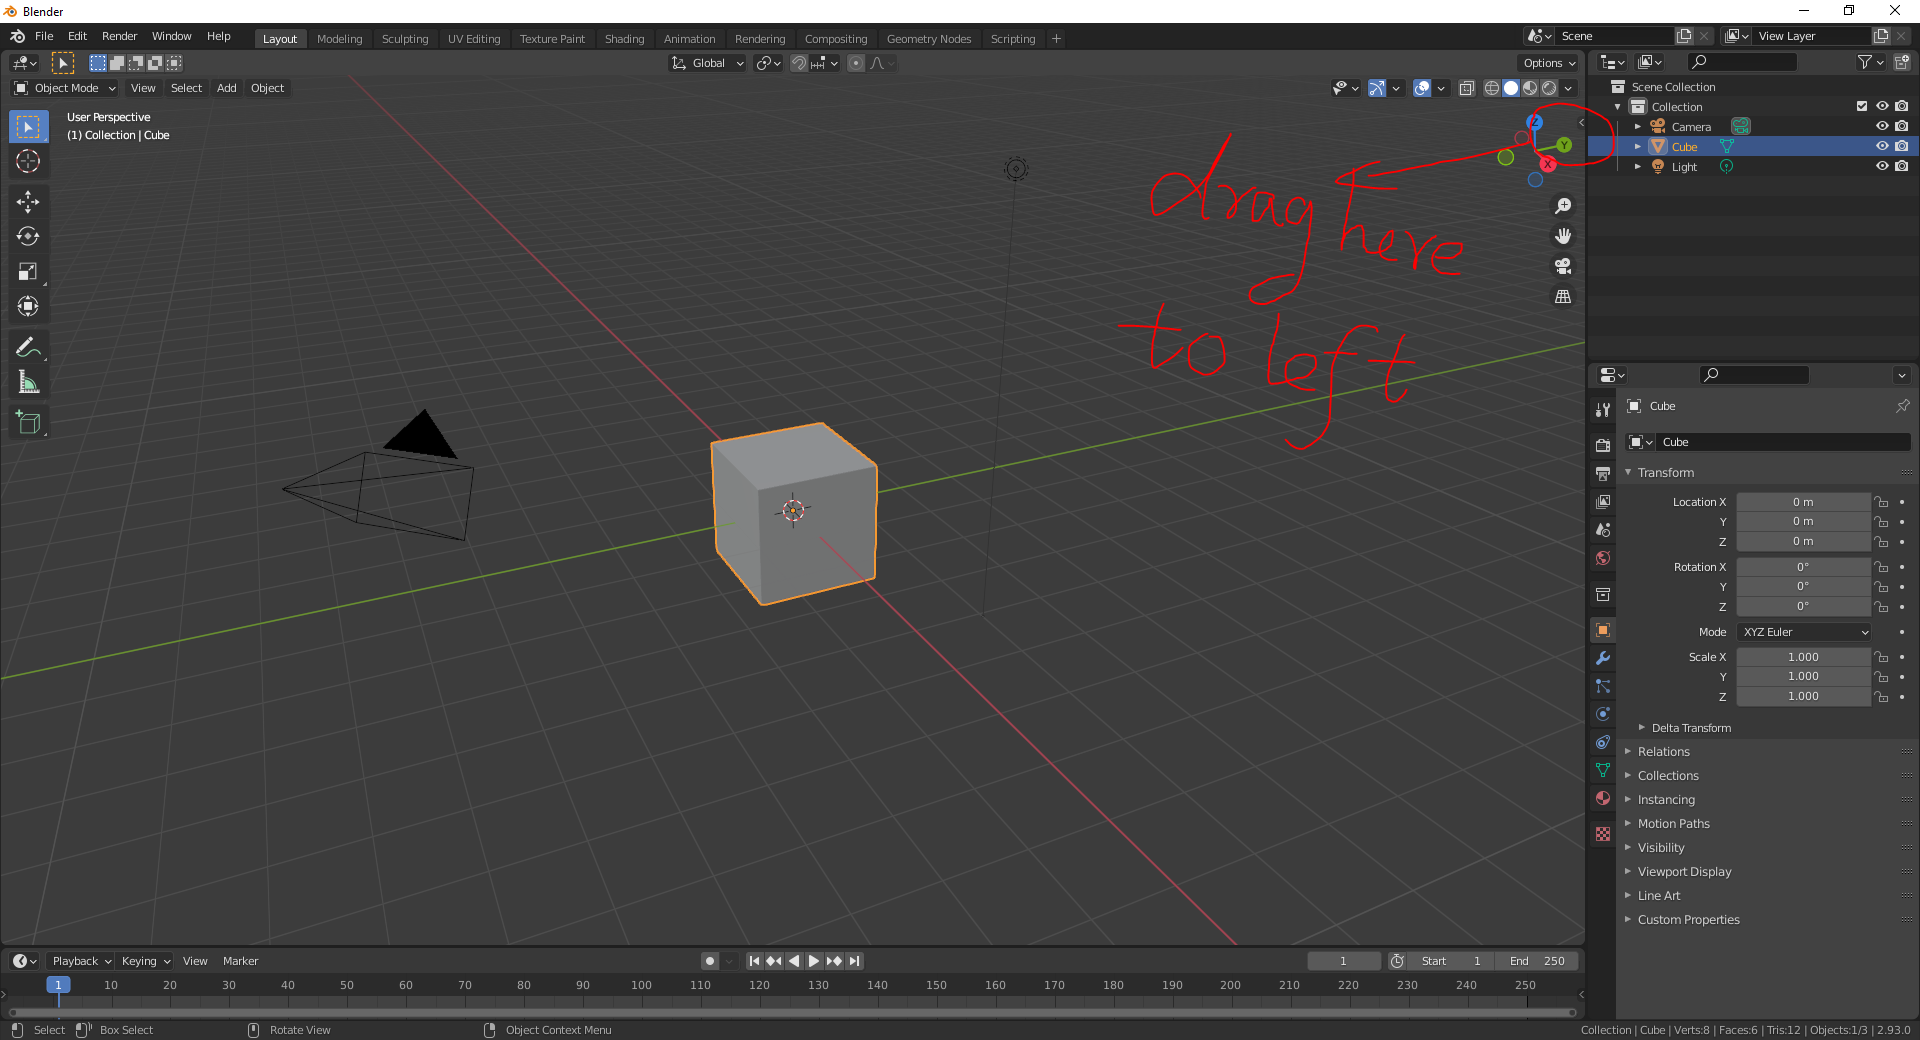 Blender
File Edit Render Window Help Layout Modeling Sculpting UV Editing Texture Paint Shading Animation Rendering Compositing Geometry Nodes Scripting + Scene View Layer
Global Options
Object Mode View Select Add Object
User Perspective
(1) Collection | Cube
Z
Y
X
drag here
to left
Scene Collection
Collection
Camera
Cube
Light
Cube
Cube
Transform
Location X 0 m
Y 0 m
Z 0 m
Rotation X 0°
Y 0°
Z 0°
Mode XYZ Euler
Scale X 1.000
Y 1.000
Z 1.000
Delta Transform
Relations
Collections
Instancing
Motion Paths
Visibility
Viewport Display
Line Art
Custom Properties
Playback Keying View Marker 1 Start 1 End 250
1 10 20 30 40 50 60 70 80 90 100 110 120 130 140 150 160 170 180 190 200 210 220 230 240 250
Select Box Select Rotate View Object Context Menu Collection | Cube | Verts:8 | Faces:6 | Tris:12 | Objects:1/3 | 2.93.0